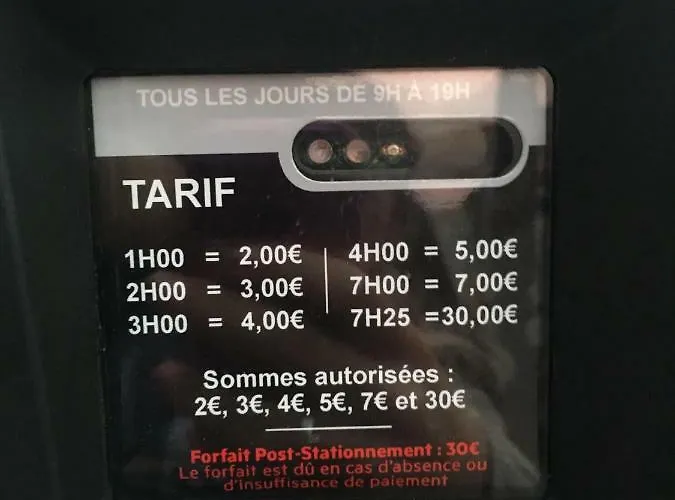 TOUS LES JOURS DE 9H À 19H
TARIF
1H00 = 2,00€
2H00 = 3,00€
3H00 = 4,00€
4H00 = 5,00€
7H00 = 7,00€
7H25 =30,00€
Sommes autorisées :
2€, 3€, 4€, 5€, 7€ et 30€
Forfait Post-Stationnement : 30€
Le forfait est dû en cas d'absence ou
d'insuffisance de paiement